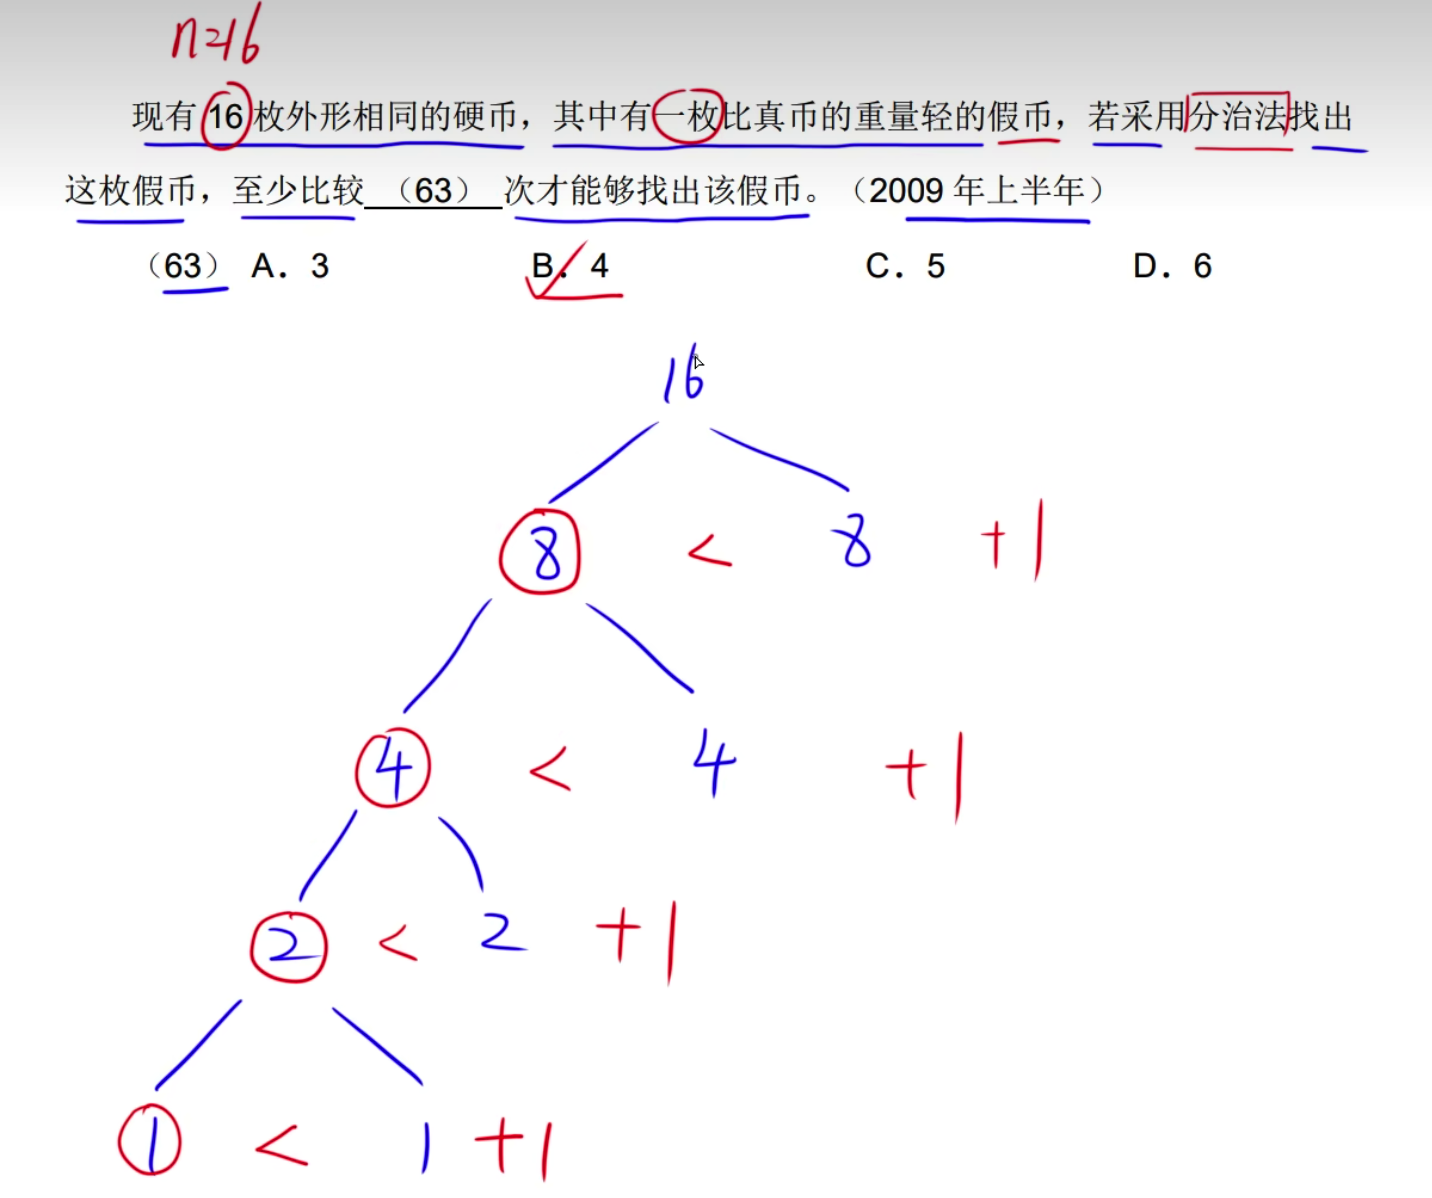 n=16
现有16枚外形相同的硬币，其中有一枚比真币的重量轻的假币，若采用分治法找出
这枚假币，至少比较（63）次才能够找出该假币。（2009年上半年）
（63） A．3 B．4 C．5 D．6
16
8 < 8 +1
4 < 4 +1
2 < 2 +1
1 < 1 +1